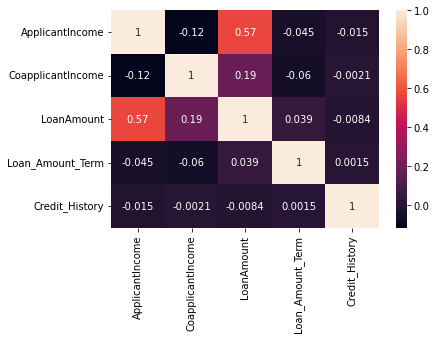 ApplicantIncome 1 -0.12 0.57 -0.045 -0.015
CoapplicantIncome -0.12 1 0.19 -0.06 -0.0021
LoanAmount 0.57 0.19 1 0.039 -0.0084
Loan_Amount_Term -0.045 -0.06 0.039 1 0.0015
Credit_History -0.015 -0.0021 -0.0084 0.0015 1
ApplicantIncome
CoapplicantIncome
LoanAmount
Loan_Amount_Term
Credit_History
1.0
0.8
0.6
0.4
0.2
0.0